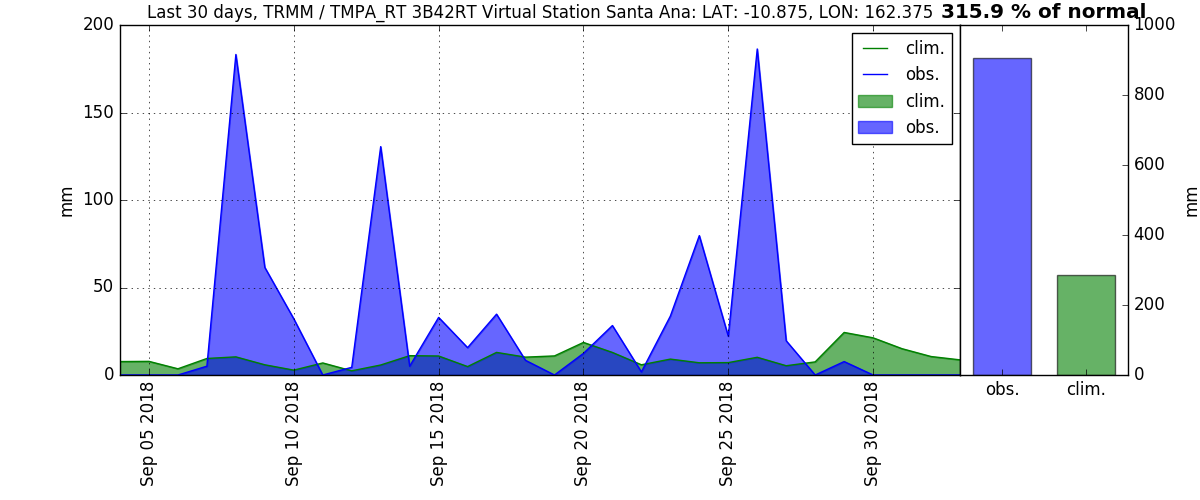 Last 30 days, TRMM / TMPA_RT 3B42RT Virtual Station Santa Ana: LAT: -10.875, LON: 162.375 315.9 % of normal
200
150
100
50
0
mm
Sep 05 2018
Sep 10 2018
Sep 15 2018
Sep 20 2018
Sep 25 2018
Sep 30 2018
clim.
obs.
clim.
obs.
1000
800
600
400
200
0
mm
obs.
clim.